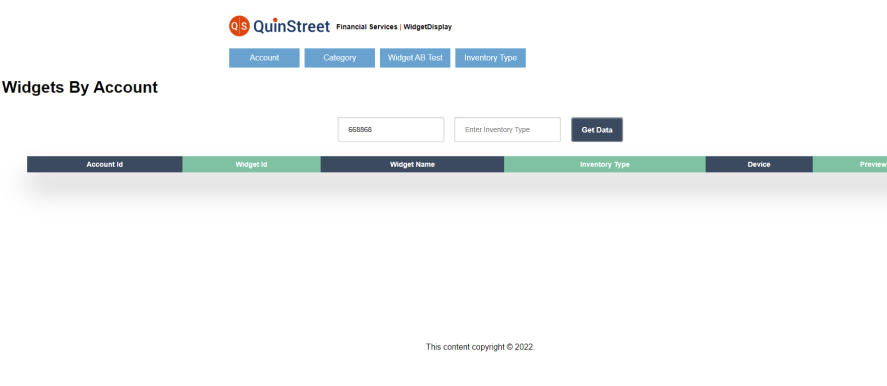 QS QuinStreet Financial Services | WidgetDisplay
Account Category Widget AB Test Inventory Type
Widgets By Account
668868 Enter Inventory Type Get Data
Account Id Widget Id Widget Name Inventory Type Device Preview
This content copyright © 2022.